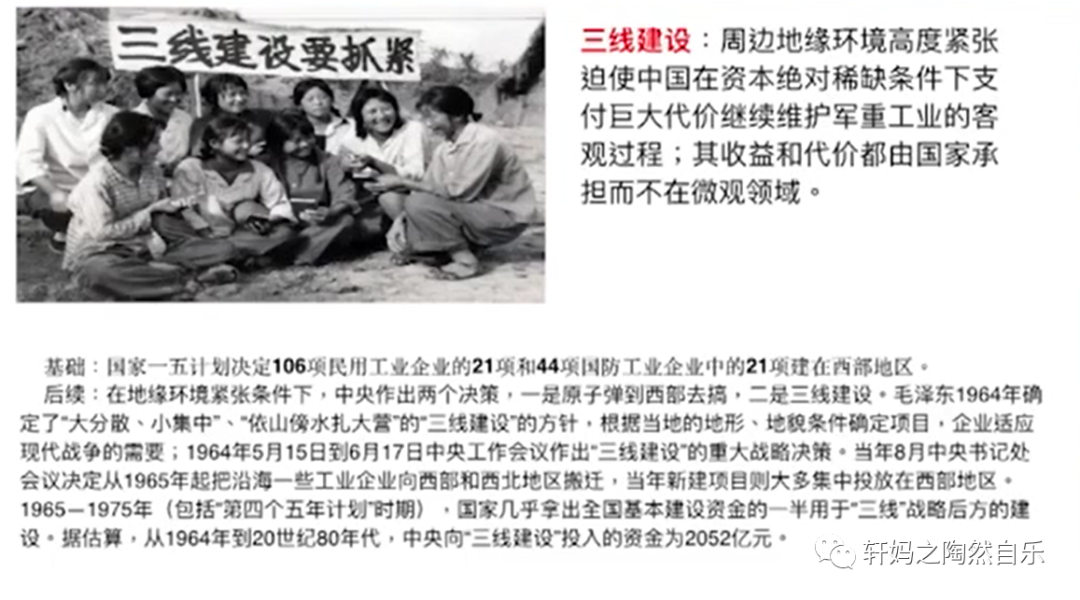 三线建设要抓紧
三线建设：周边地缘环境高度紧张
迫使中国在资本绝对稀缺条件下支
付巨大代价继续维护军重工业的客
观过程；其收益和代价都由国家承
担而不在微观领域。
基础：国家一五计划决定106项民用工业企业的21项和44项国防工业企业中的21项建在西部地区。
后续：在地缘环境紧张条件下，中央作出两个决策，一是原子弹到西部去搞，二是三线建设。毛泽东1964年确
定了“大分散、小集中”、“依山傍水扎大营”的“三线建设”的方针，根据当地的地形、地貌条件确定项目，企业适应
现代战争的需要；1964年5月15日到6月17日中央工作会议作出“三线建设”的重大战略决策。当年8月中央书记处
会议决定从1965年起把沿海一些工业企业向西部和西北地区搬迁，当年新建项目则大多集中投放在西部地区。
1965—1975年（包括“第四个五年计划”时期），国家几乎拿出全国基本建设资金的一半用于“三线”战略后方的建
设。据估算，从1964年到20世纪80年代，中央向“三线建设”投入的资金为2052亿元。
轩妈之陶然自乐